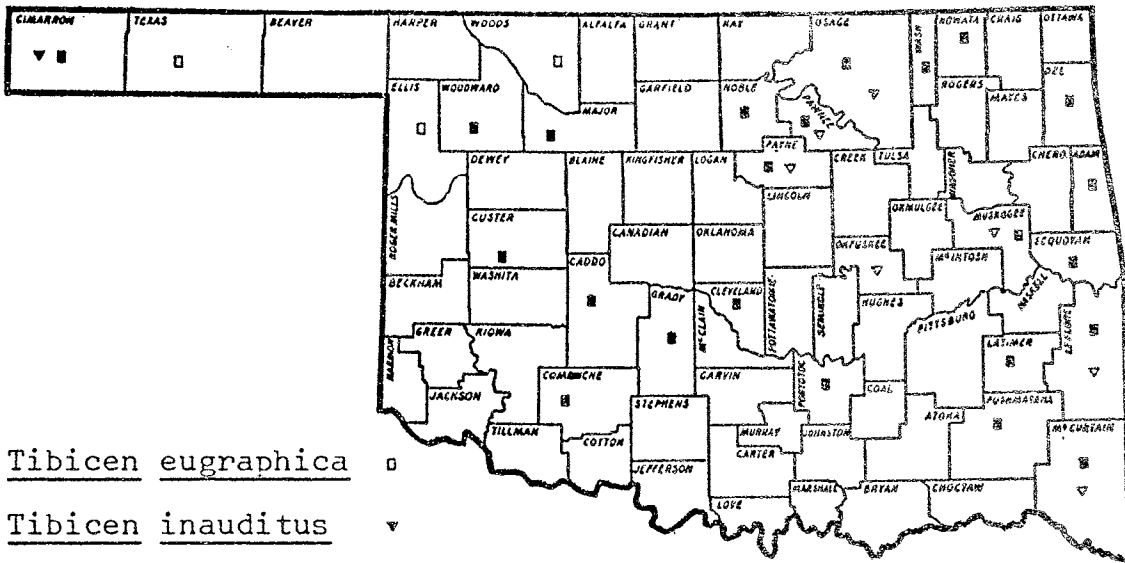 CIMARRON TEXAS BEAVER HARPER WOODS ALFALFA GRANT KAY OSAGE WASH NOWATA CRAIG OTTAWA
ELLIS WOODWARD MAJOR GARFIELD NOBLE PAWNEE ROGERS MAYES DEL
DEWEY BLAINE KINGFISHER LOGAN PAYNE CREEK TULSA WAGONER CHERO ADAIR
ROGER MILLS CUSTER CANADIAN OKLAHOMA LINCOLN OKFUSKEE OKMULGEE MUSKOGEE SEQUOYAH
BECKHAM WASHITA CADDO GRADY McCLAIN CLEVELAND POTTAWATOMIE SEMINOLE HUGHES McINTOSH PITTSBURG HASKELL
HARMON GREER KIOWA COMANCHE GARVIN PONTOTOC COAL LATIMER LEFLORE
JACKSON STEPHENS MURRAY JOHNSTON ATOKA PUSHMATAHA McCURTAIN
TILLMAN COTTON JEFFERSON CARTER MARSHALL BRYAN CHOCTAW
LOVE
Tibicen eugraphica
Tibicen inauditus